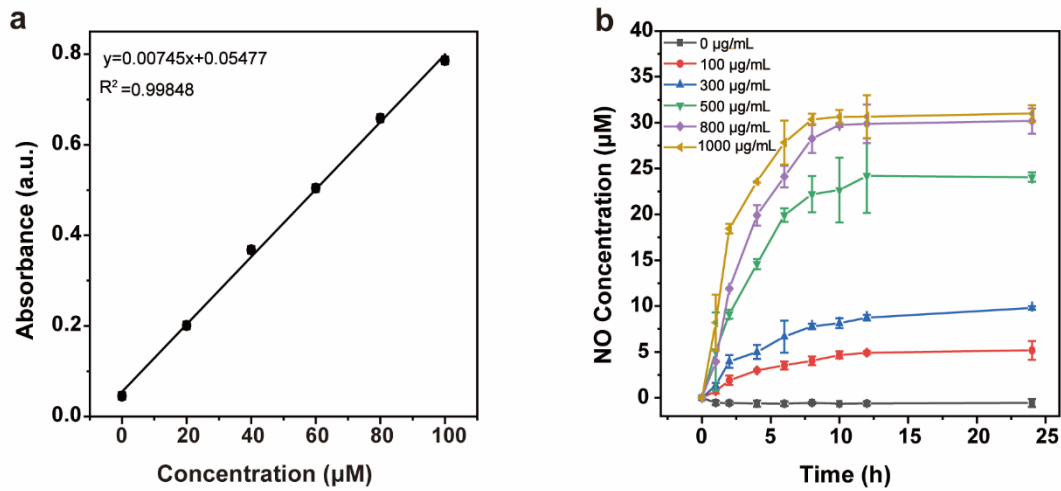 a
y=0.00745x+0.05477
R² =0.99848
0.8
0.6
0.4
0.2
0.0
0 20 40 60 80 100
Absorbance (a.u.)
Concentration (µM)
b
40
35
30
25
20
15
10
5
0
0 5 10 15 20 25
0 µg/mL
100 µg/mL
300 µg/mL
500 µg/mL
800 µg/mL
1000 µg/mL
NO Concentration (µM)
Time (h)